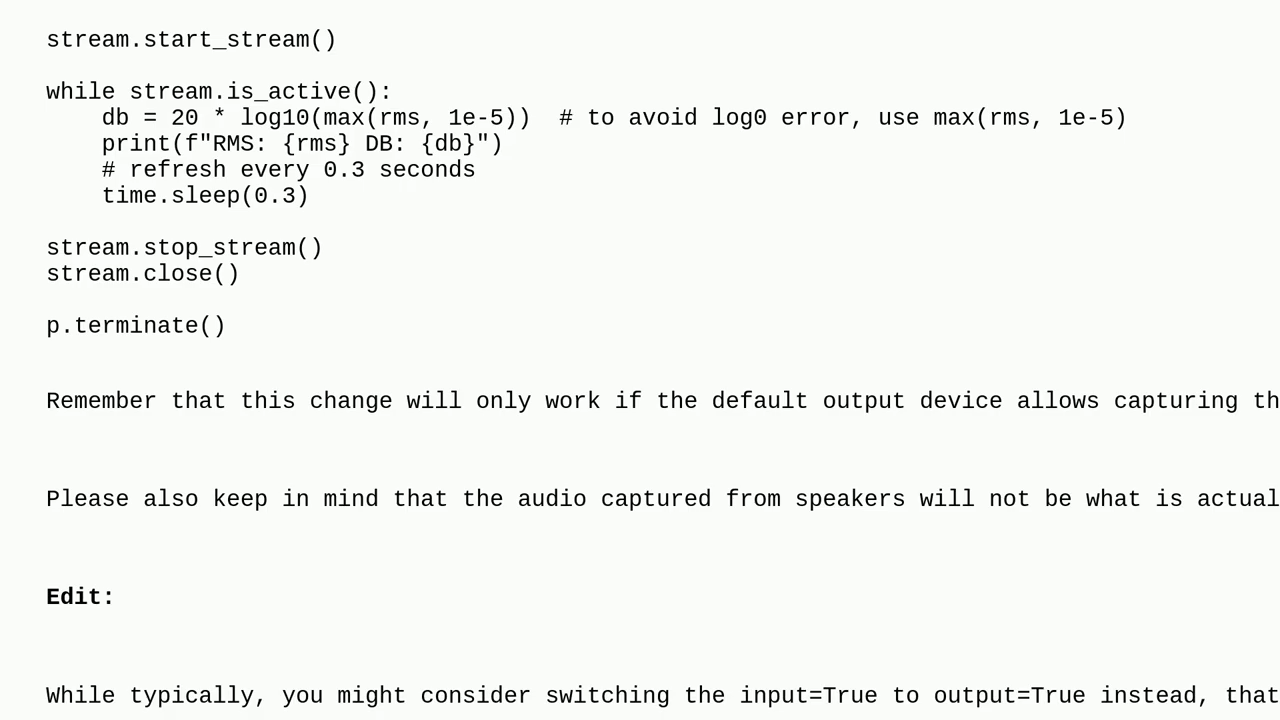 stream.start_stream()
while stream.is_active():
    db = 20 * log10(max(rms, 1e-5))  # to avoid log0 error, use max(rms, 1e-5)
    print(f"RMS: {rms} DB: {db}")
    # refresh every 0.3 seconds
    time.sleep(0.3)
stream.stop_stream()
stream.close()
p.terminate()
Remember that this change will only work if the default output device allows capturing th
Please also keep in mind that the audio captured from speakers will not be what is actual
Edit:
While typically, you might consider switching the input=True to output=True instead, that